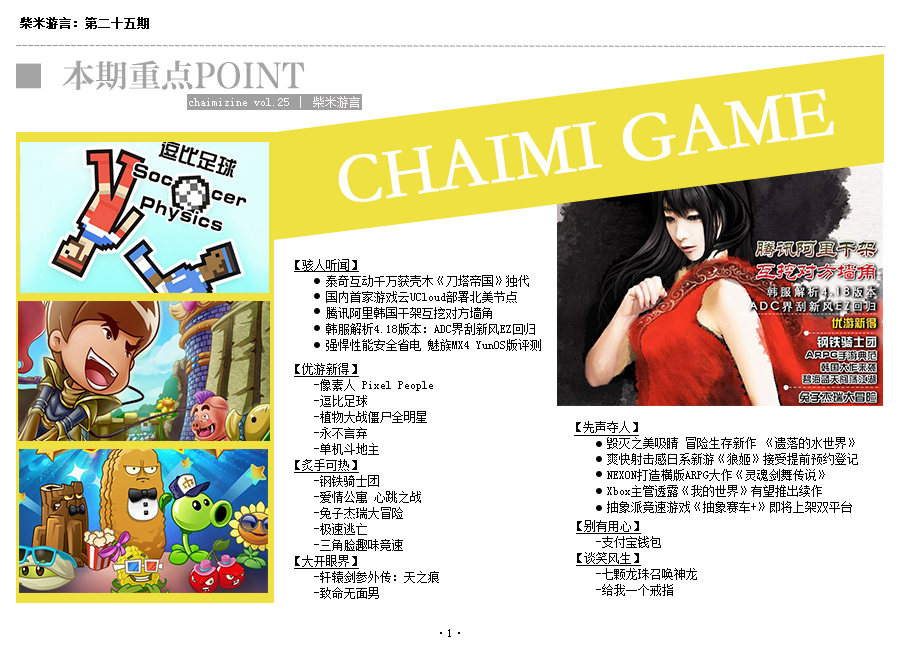 柴米游言：第二十五期
本期重点POINT
chaimizine vol.25 | 柴米游言
CHAIMI GAME
逗比足球
Soccer
Physics
腾讯阿里干架
互挖对方墙角
韩服解析4.18版本
ADC界刮新风EZ回归
优游新得
钢铁骑士团
ARPG手游典范
韩国大作来袭
碧海蓝天闯荡江湖
兔子杰瑞大冒险
【骇人听闻】
● 泰奇互动千万获壳木《刀塔帝国》独代
● 国内首家游戏云UCloud部署北美节点
● 腾讯阿里韩国干架互挖对方墙角
● 韩服解析4.18版本：ADC界刮新风EZ回归
● 强悍性能安全省电 魅族MX4 YunOS版评测
【优游新得】
-像素人 Pixel People
-逗比足球
-植物大战僵尸全明星
-永不言弃
-单机斗地主
【炙手可热】
-钢铁骑士团
-爱情公寓 心跳之战
-兔子杰瑞大冒险
-极速逃亡
-三角脸趣味竞速
【大开眼界】
-轩辕剑参外传：天之痕
-致命无面男
【先声夺人】
● 毁灭之美吸睛 冒险生存新作 《遗落的水世界》
● 爽快射击感日系新游《狼姬》接受提前预约登记
● NEXON打造横版ARPG大作《灵魂剑舞传说》
● Xbox主管透露《我的世界》有望推出续作
● 抽象派竞速游戏《抽象赛车+》即将上架双平台
【别有用心】
-支付宝钱包
【谈笑风生】
-七颗龙珠召唤神龙
-给我一个戒指
· 1 ·